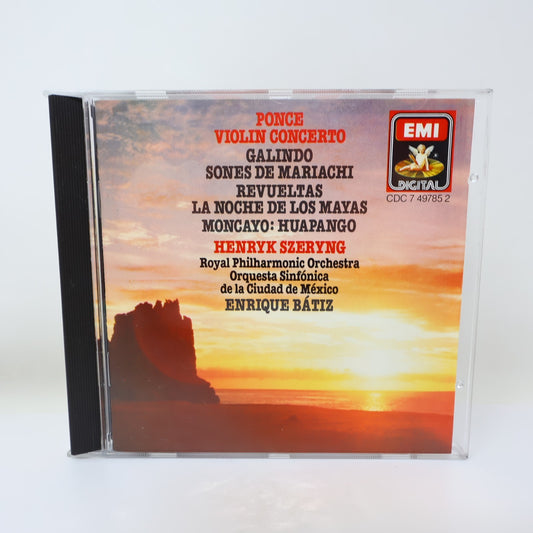 PONCE
VIOLIN CONCERTO
GALINDO
SONES DE MARIACHI
REVUELTAS
LA NOCHE DE LOS MAYAS
MONCAYO: HUAPANGO
HENRYK SZERYNG
Royal Philharmonic Orchestra
Orquesta Sinfónica
de la Ciudad de México
ENRIQUE BÁTIZ
EMI
DIGITAL
CDC 7 49785 2